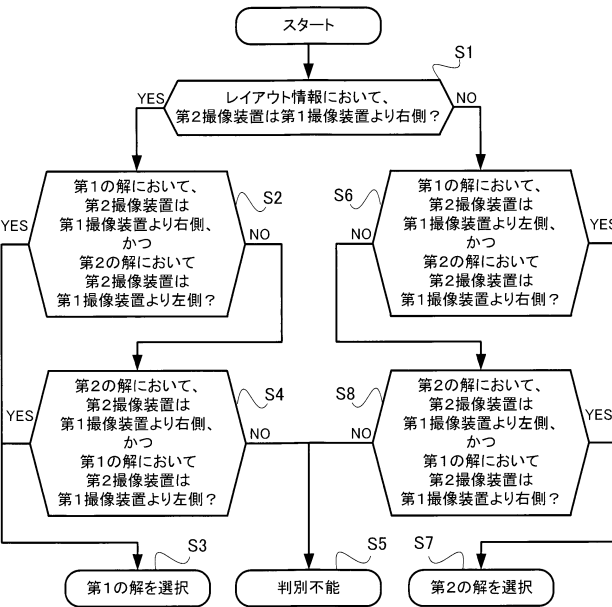 スタート
S1
レイアウト情報において、
第2撮像装置は第1撮像装置より右側？
YES
NO
S2
第1の解において、
第2撮像装置は
第1撮像装置より右側、
かつ
第2の解において
第2撮像装置は
第1撮像装置より左側？
YES
NO
S6
第1の解において、
第2撮像装置は
第1撮像装置より左側、
かつ
第2の解において
第2撮像装置は
第1撮像装置より右側？
NO
YES
S4
第2の解において、
第2撮像装置は
第1撮像装置より右側、
かつ
第1の解において
第2撮像装置は
第1撮像装置より左側？
YES
NO
S8
第2の解において、
第2撮像装置は
第1撮像装置より左側、
かつ
第1の解において
第2撮像装置は
第1撮像装置より右側？
NO
YES
S3
第1の解を選択
S5
判別不能
S7
第2の解を選択